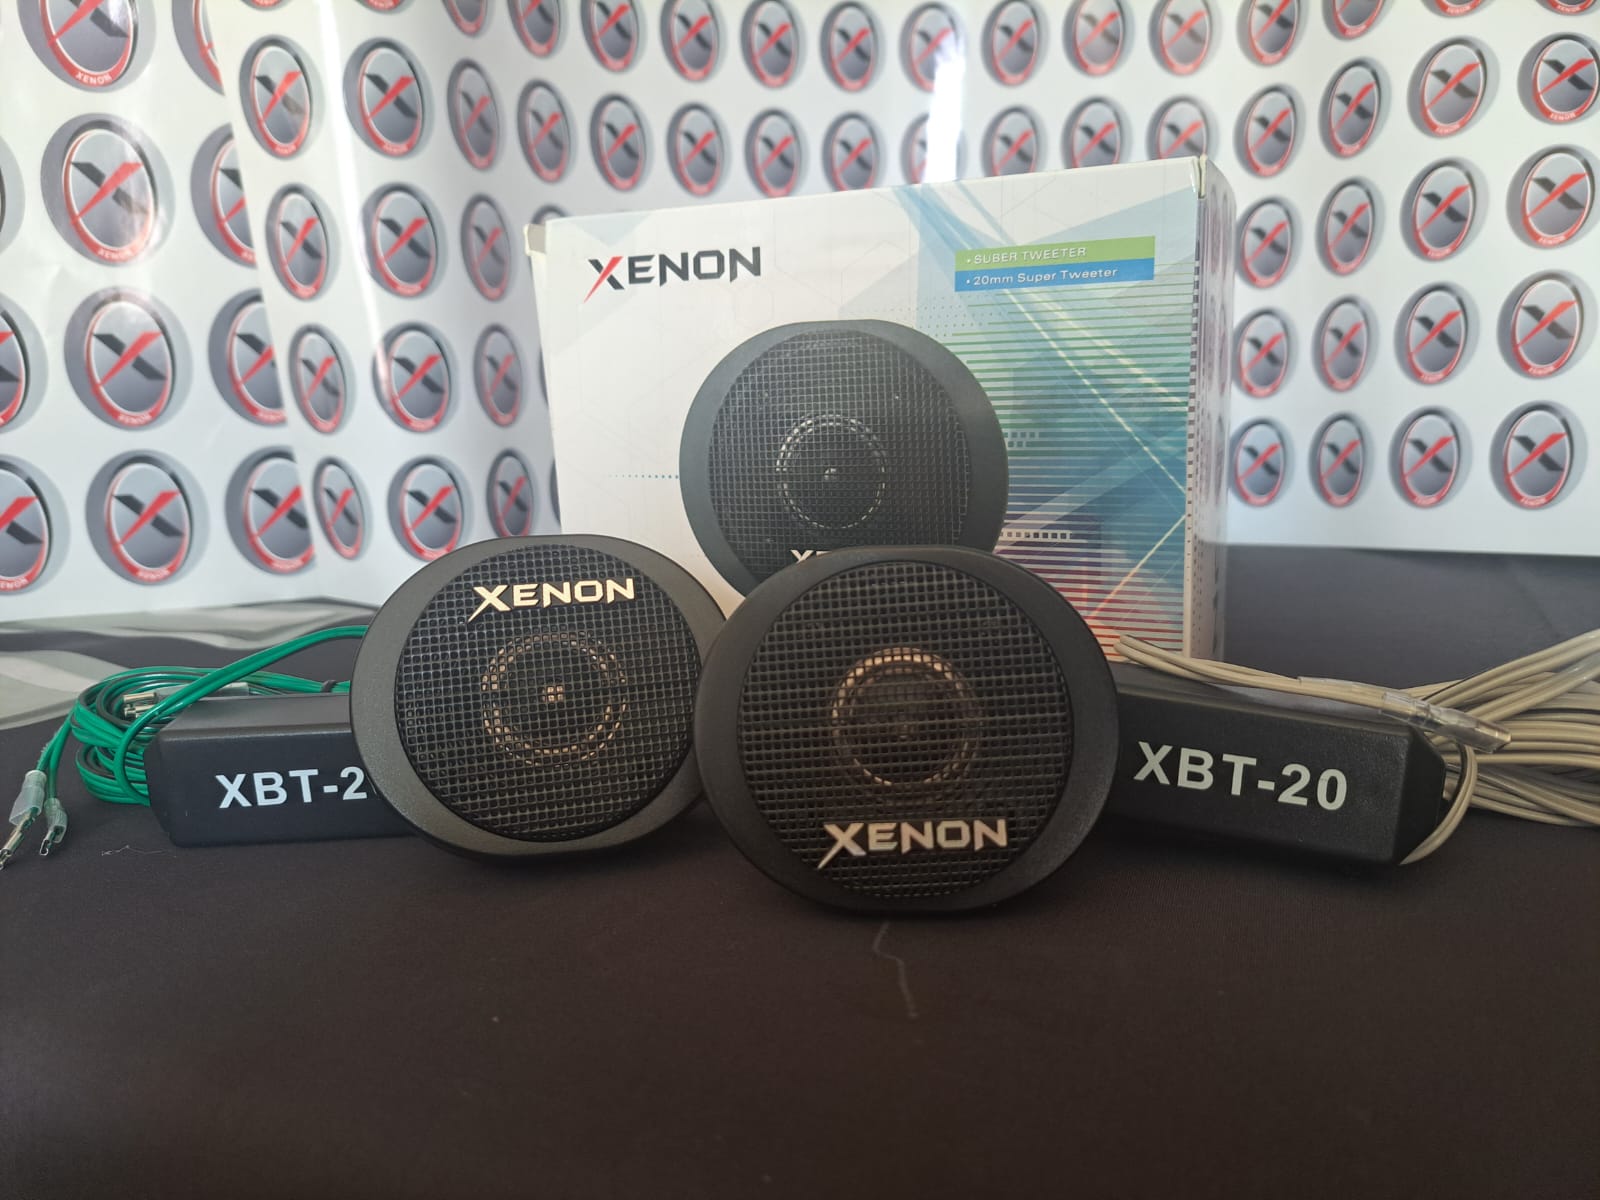 XENON
• SUBER TWEETER
• 20mm Super Tweeter
XENON
XENON
XBT-2
XBT-20